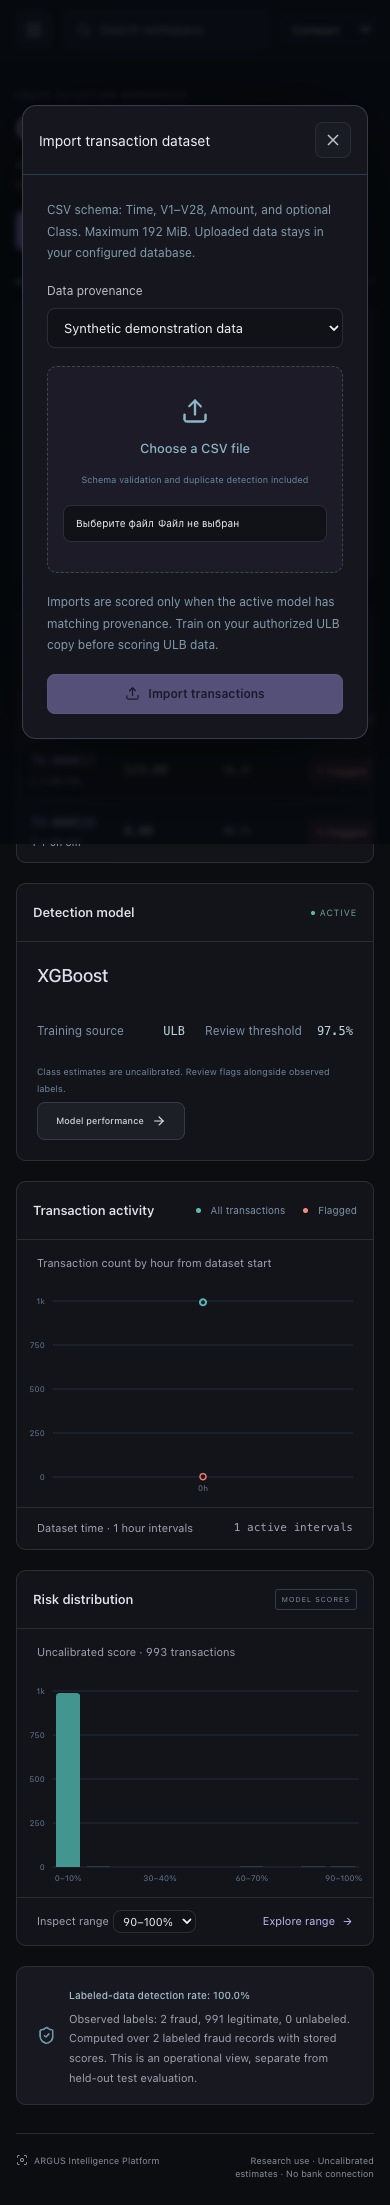 Import transaction dataset
CSV schema: Time, V1–V28, Amount, and optional
Class. Maximum 192 MiB. Uploaded data stays in
your configured database.
Data provenance
Synthetic demonstration data
Choose a CSV file
Schema validation and duplicate detection included
Выберите файл Файл не выбран
Imports are scored only when the active model has
matching provenance. Train on your authorized ULB
copy before scoring ULB data.
Import transactions
Detection model
ACTIVE
XGBoost
Training source ULB Review threshold 97.5%
Class estimates are uncalibrated. Review flags alongside observed
labels.
Model performance
Transaction activity
All transactions Flagged
Transaction count by hour from dataset start
1k
750
500
250
0
0h
Dataset time · 1 hour intervals 1 active intervals
Risk distribution
MODEL SCORES
Uncalibrated score · 993 transactions
1k
750
500
250
0
0–10% 30–40% 60–70% 90–100%
Inspect range 90–100% Explore range
Labeled-data detection rate: 100.0%
Observed labels: 2 fraud, 991 legitimate, 0 unlabeled.
Computed over 2 labeled fraud records with stored
scores. This is an operational view, separate from
held-out test evaluation.
ARGUS Intelligence Platform
Research use · Uncalibrated
estimates · No bank connection